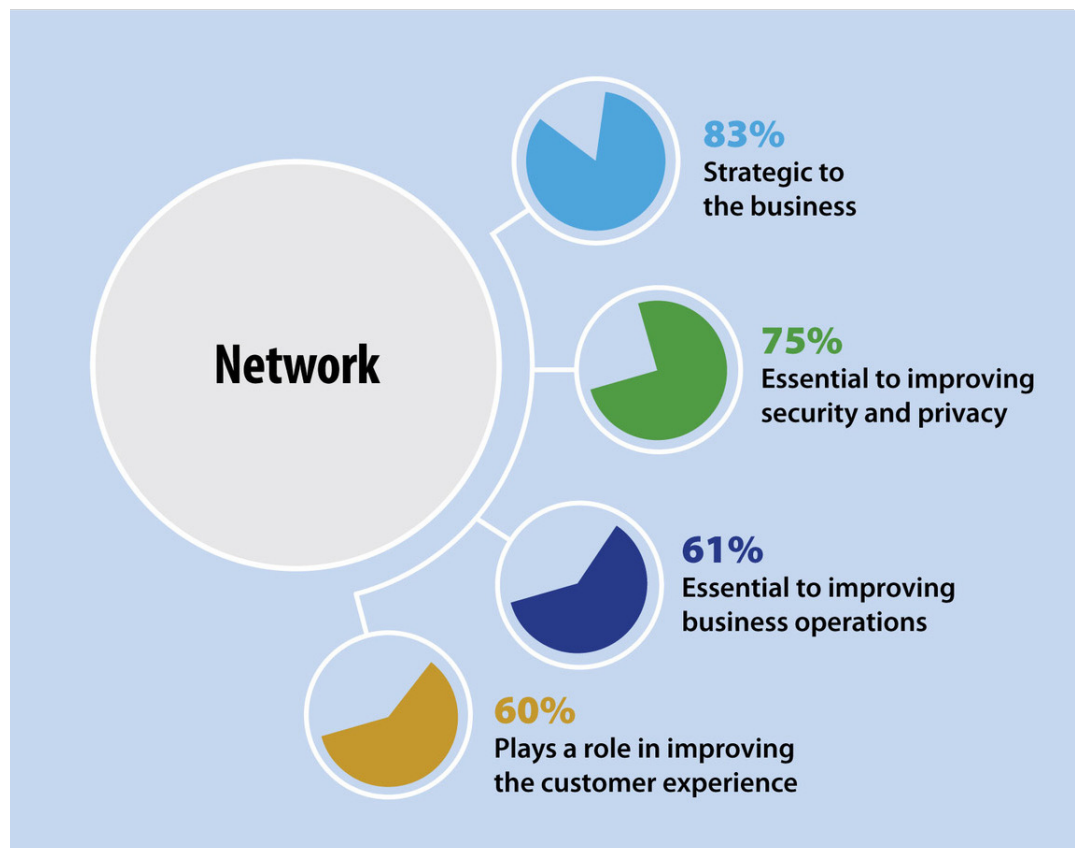 Network
83%
Strategic to
the business
75%
Essential to improving
security and privacy
61%
Essential to improving
business operations
60%
Plays a role in improving
the customer experience